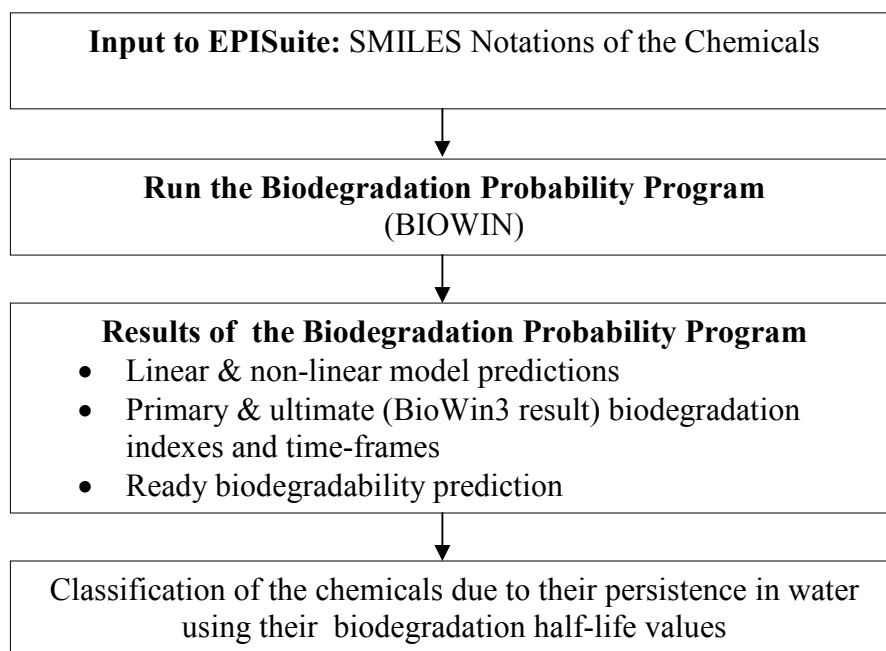 Input to EPISuite: SMILES Notations of the Chemicals
Run the Biodegradation Probability Program
(BIOWIN)
Results of the Biodegradation Probability Program
• Linear & non-linear model predictions
• Primary & ultimate (BioWin3 result) biodegradation
indexes and time-frames
• Ready biodegradability prediction
Classification of the chemicals due to their persistence in water
using their biodegradation half-life values